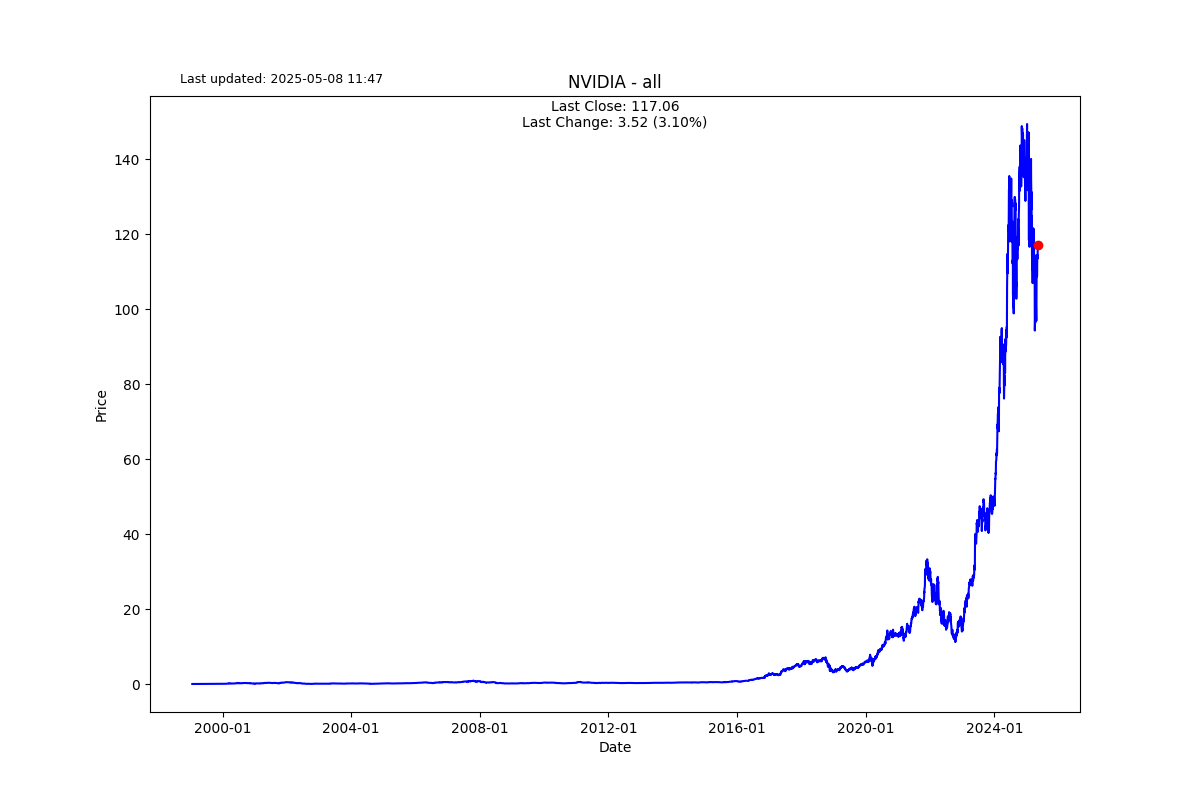 Last updated: 2025-05-08 11:47
NVIDIA - all
Last Close: 117.06
Last Change: 3.52 (3.10%)
140
120
100
80
60
40
20
0
Price
2000-01 2004-01 2008-01 2012-01 2016-01 2020-01 2024-01
Date